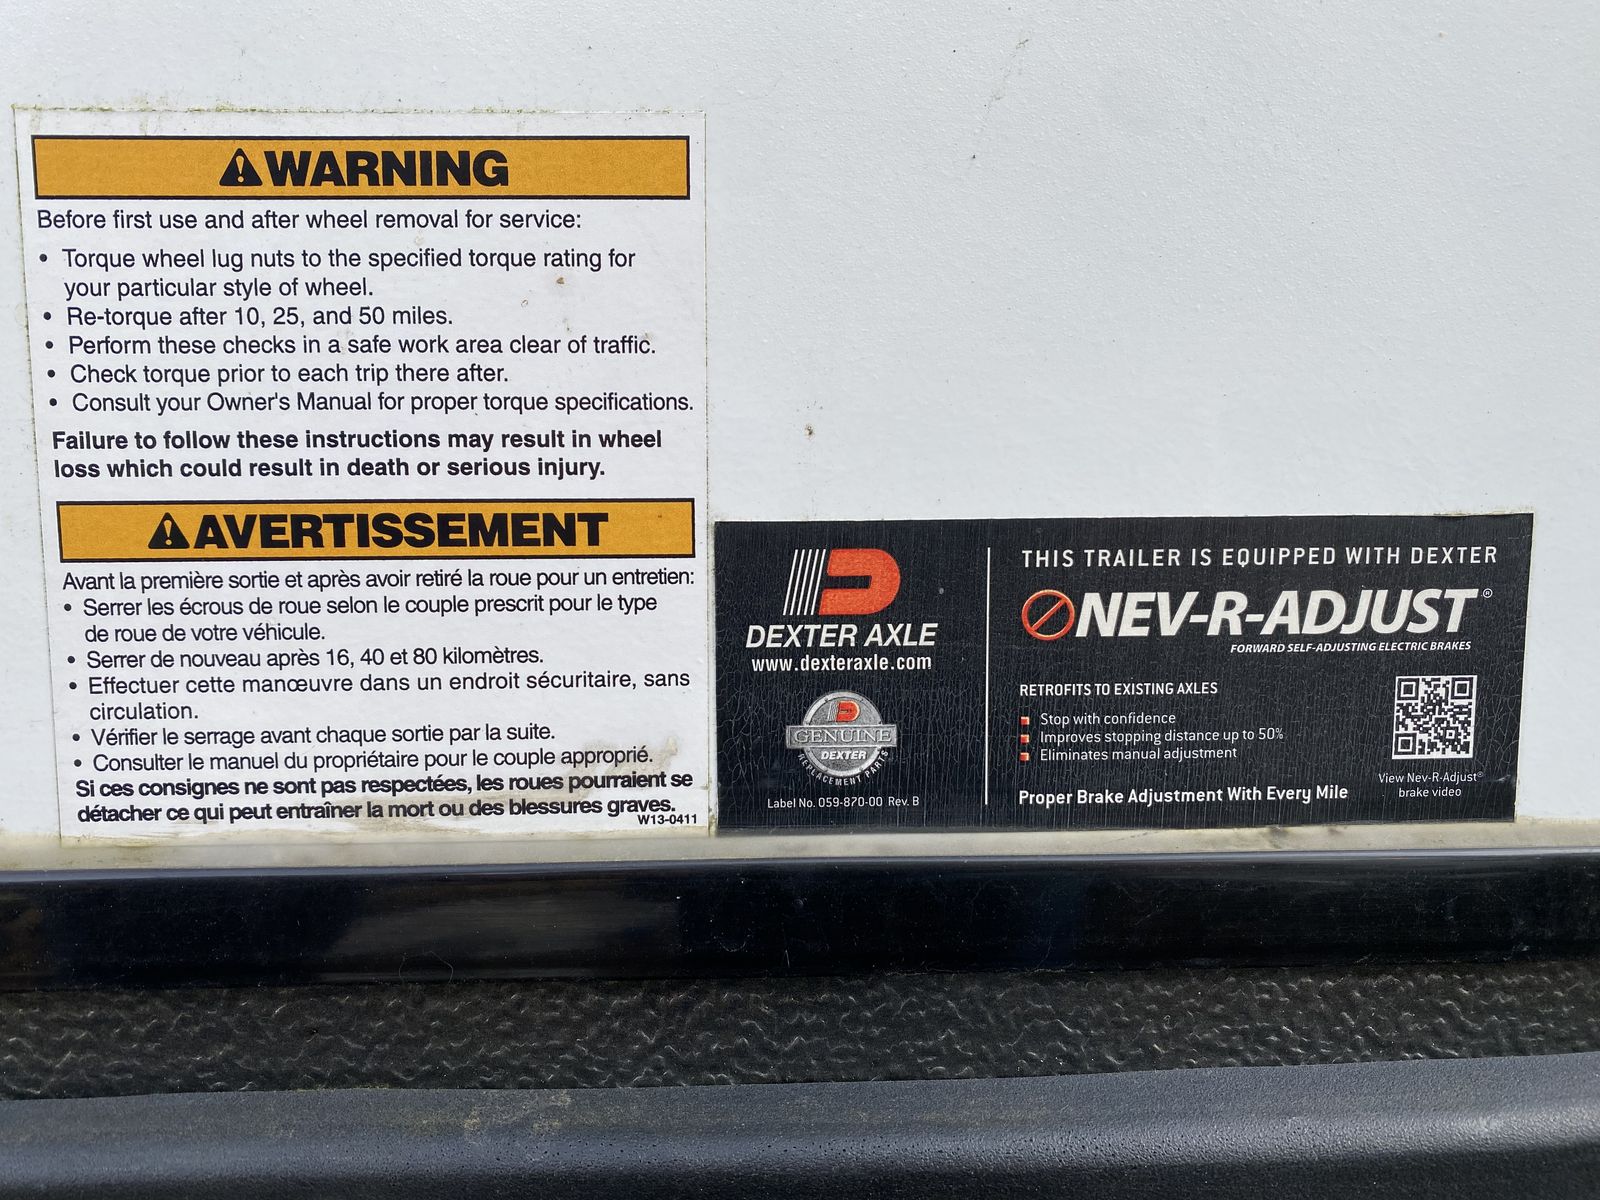 WARNING
Before first use and after wheel removal for service:
• Torque wheel lug nuts to the specified torque rating for
your particular style of wheel.
• Re-torque after 10, 25, and 50 miles.
• Perform these checks in a safe work area clear of traffic.
• Check torque prior to each trip there after.
• Consult your Owner's Manual for proper torque specifications.
Failure to follow these instructions may result in wheel
loss which could result in death or serious injury.
AVERTISSEMENT
Avant la première sortie et après avoir retiré la roue pour un entretien:
• Serrer les écrous de roue selon le couple prescrit pour le type
de roue de votre véhicule.
• Serrer de nouveau après 16, 40 et 80 kilomètres.
• Effectuer cette manœuvre dans un endroit sécuritaire, sans
circulation.
• Vérifier le serrage avant chaque sortie par la suite.
• Consulter le manuel du propriétaire pour le couple approprié.
Si ces consignes ne sont pas respectées, les roues pourraient se
détacher ce qui peut entraîner la mort ou des blessures graves.
W13-0411
DEXTER AXLE
www.dexteraxle.com
GENUINE
DEXTER
REPLACEMENT PARTS
Label No. 059-870-00 Rev. B
THIS TRAILER IS EQUIPPED WITH DEXTER
NEV-R-ADJUST®
FORWARD SELF-ADJUSTING ELECTRIC BRAKES
RETROFITS TO EXISTING AXLES
Stop with confidence
Improves stopping distance up to 50%
Eliminates manual adjustment
Proper Brake Adjustment With Every Mile
View Nev-R-Adjust®
brake video